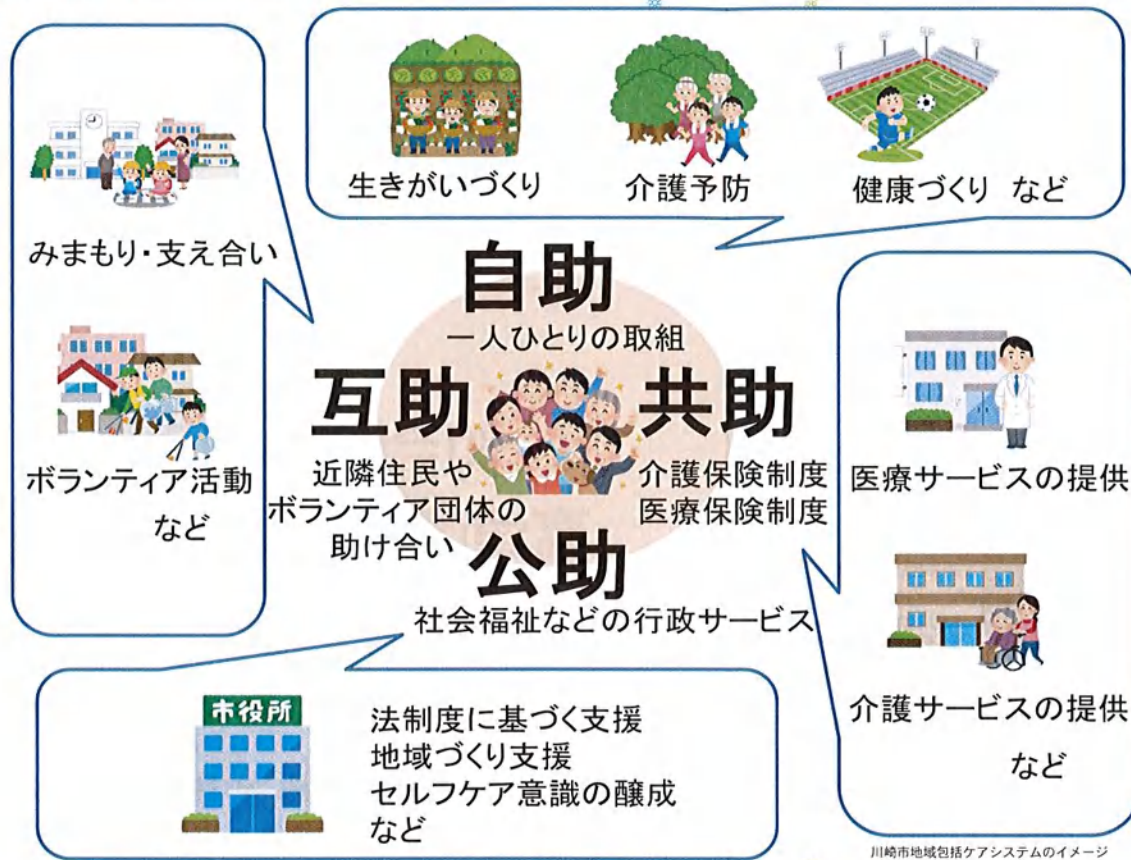 生きがいづくり
介護予防
健康づくり など
みまもり・支え合い
ボランティア活動
など
自助
一人ひとりの取組
互助
近隣住民や
ボランティア団体の
助け合い
共助
介護保険制度
医療保険制度
公助
社会福祉などの行政サービス
医療サービスの提供
介護サービスの提供
など
市役所
法制度に基づく支援
地域づくり支援
セルフケア意識の醸成
など
川崎市地域包括ケアシステムのイメージ